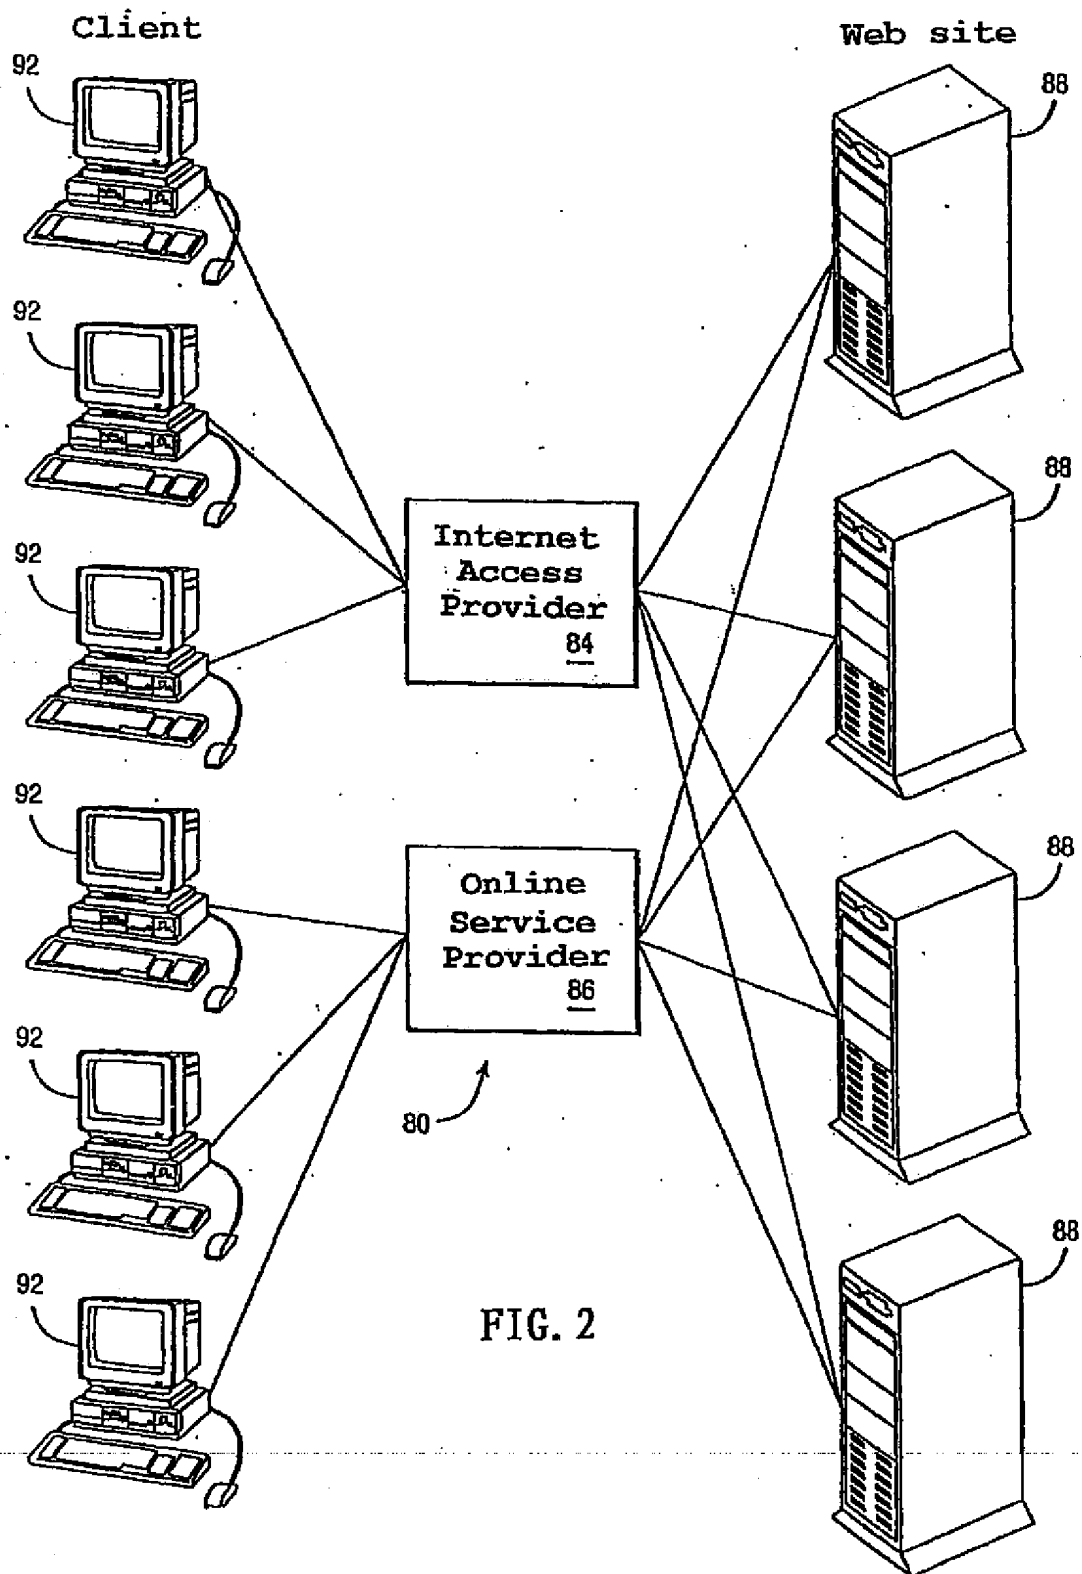 Client
Web site
92
88
92
88
Internet
Access
Provider
84
92
92
88
Online
Service
Provider
86
92
80
88
92
FIG. 2